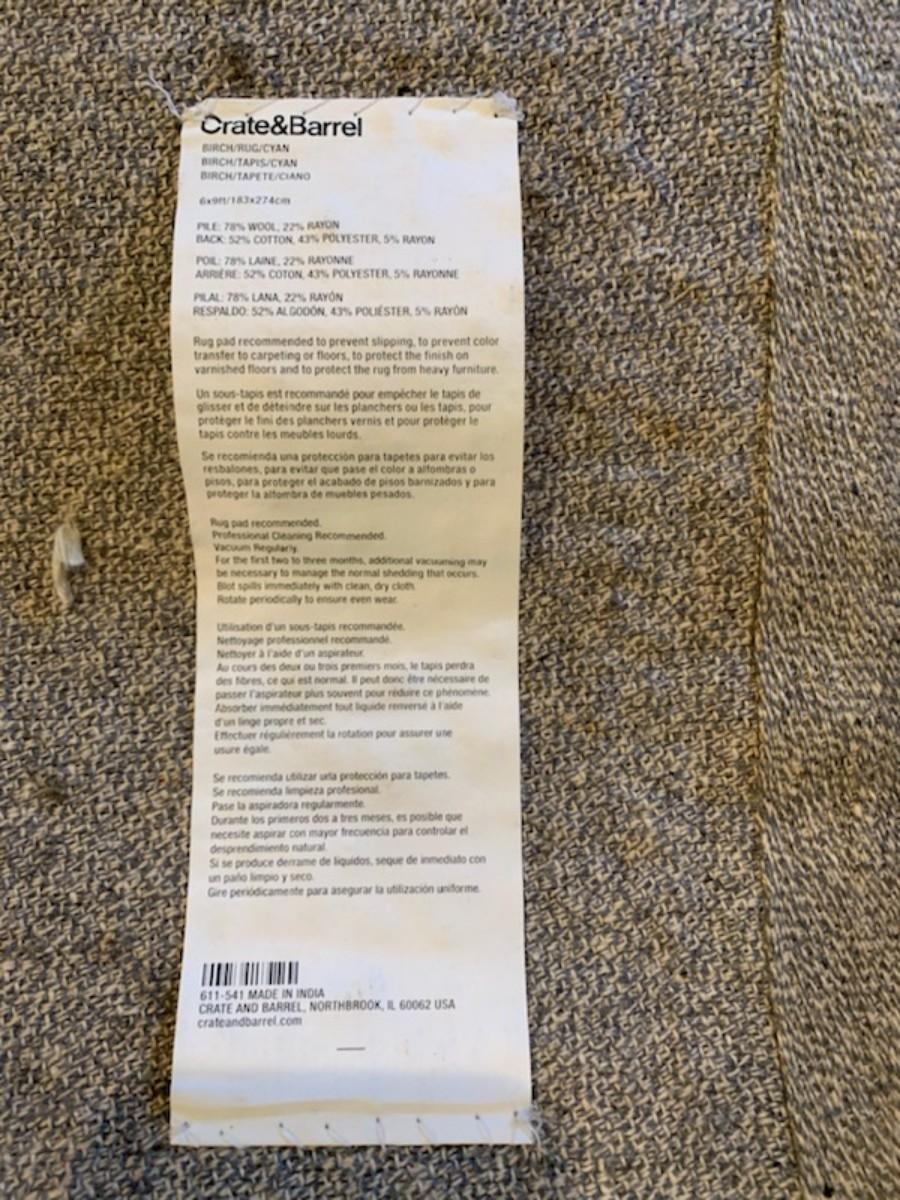 Crate&Barrel
BIRCH/RUG/CYAN
BIRCH/TAPIS/CYAN
BIRCH/TAPETE/CIANO
6x9ft/183x274cm
PILE: 78% WOOL, 22% RAYON
BACK: 52% COTTON, 43% POLYESTER, 5% RAYON
POIL: 78% LAINE, 22% RAYONNE
ARRIÈRE: 52% COTON, 43% POLYESTER, 5% RAYONNE
PILAL: 78% LANA, 22% RAYÓN
RESPALDO: 52% ALGODÓN, 43% POLIÉSTER, 5% RAYÓN
Rug pad recommended to prevent slipping, to prevent color
transfer to carpeting or floors, to protect the finish on
varnished floors and to protect the rug from heavy furniture.
Un sous-tapis est recommandé pour empêcher le tapis de
glisser et de déteindre sur les planchers ou les tapis, pour
protèger le fini des planchers vernis et pour protéger le
tapis contre les meubles lourds.
Se recomienda una protección para tapetes para evitar los
resbalones, para evitar que pase el color a alfombras o
pisos, para proteger el acabado de pisos barnizados y para
proteger la alfombra de muebles pesados.
Rug pad recommended.
Professional Cleaning Recommended.
Vacuum Regularly.
For the first two to three months, additional vacuuming may
be necessary to manage the normal shedding that occurs.
Blot spills immediately with clean, dry cloth.
Rotate periodically to ensure even wear.
Utilisation d'un sous-tapis recommandée.
Nettoyage professionnel recommandé.
Nettoyer à l'aide d'un aspirateur.
Au cours des deux ou trois premiers mois, le tapis perdra
des fibres, ce qui est normal. Il peut donc être nécessaire de
passer l'aspirateur plus souvent pour réduire ce phénomène.
Absorber immédiatement tout liquide renversé à l'aide
d'un linge propre et sec.
Effectuer régulièrement la rotation pour assurer une
usure égale.
Se recomienda utilizar una protección para tapetes.
Se recomienda limpieza profesional.
Pase la aspiradora regularmente.
Durante los primeros dos a tres meses, es posible que
necesite aspirar con mayor frecuencia para controlar el
desprendimiento natural.
Si se produce derrame de líquidos, seque de inmediato con
un paño limpio y seco.
Gire periódicamente para asegurar la utilización uniforme.
611-541 MADE IN INDIA
CRATE AND BARREL, NORTHBROOK, IL 60062 USA
crateandbarrel.com